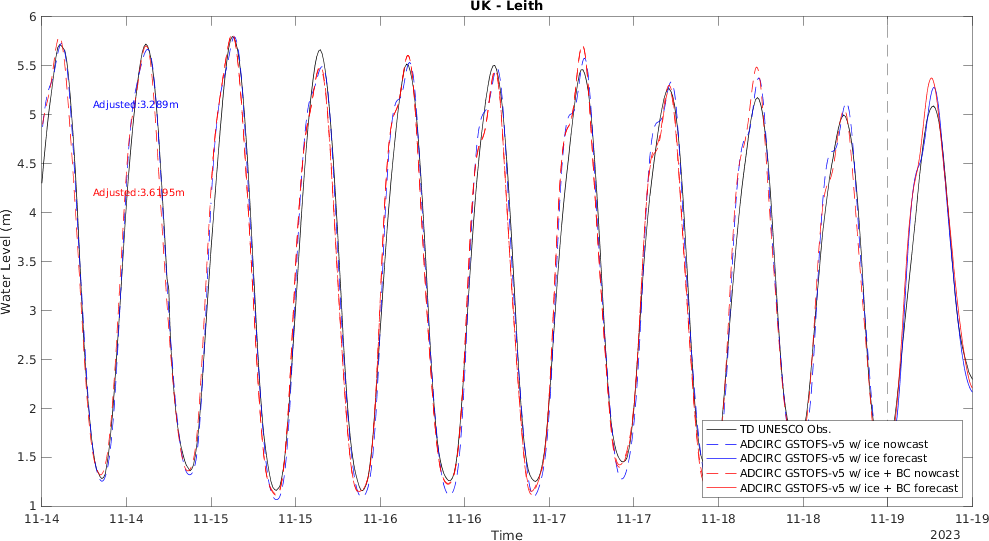 UK - Leith
6
5.5
5
4.5
4
3.5
3
2.5
2
1.5
1
Water Level (m)
Adjusted:3.289m
Adjusted:3.6195m
TD UNESCO Obs.
ADCIRC GSTOFS-v5 w/ ice nowcast
ADCIRC GSTOFS-v5 w/ ice forecast
ADCIRC GSTOFS-v5 w/ ice + BC nowcast
ADCIRC GSTOFS-v5 w/ ice + BC forecast
11-14 11-14 11-15 11-15 11-16 11-16 11-17 11-17 11-18 11-18 11-19 11-19
Time
2023